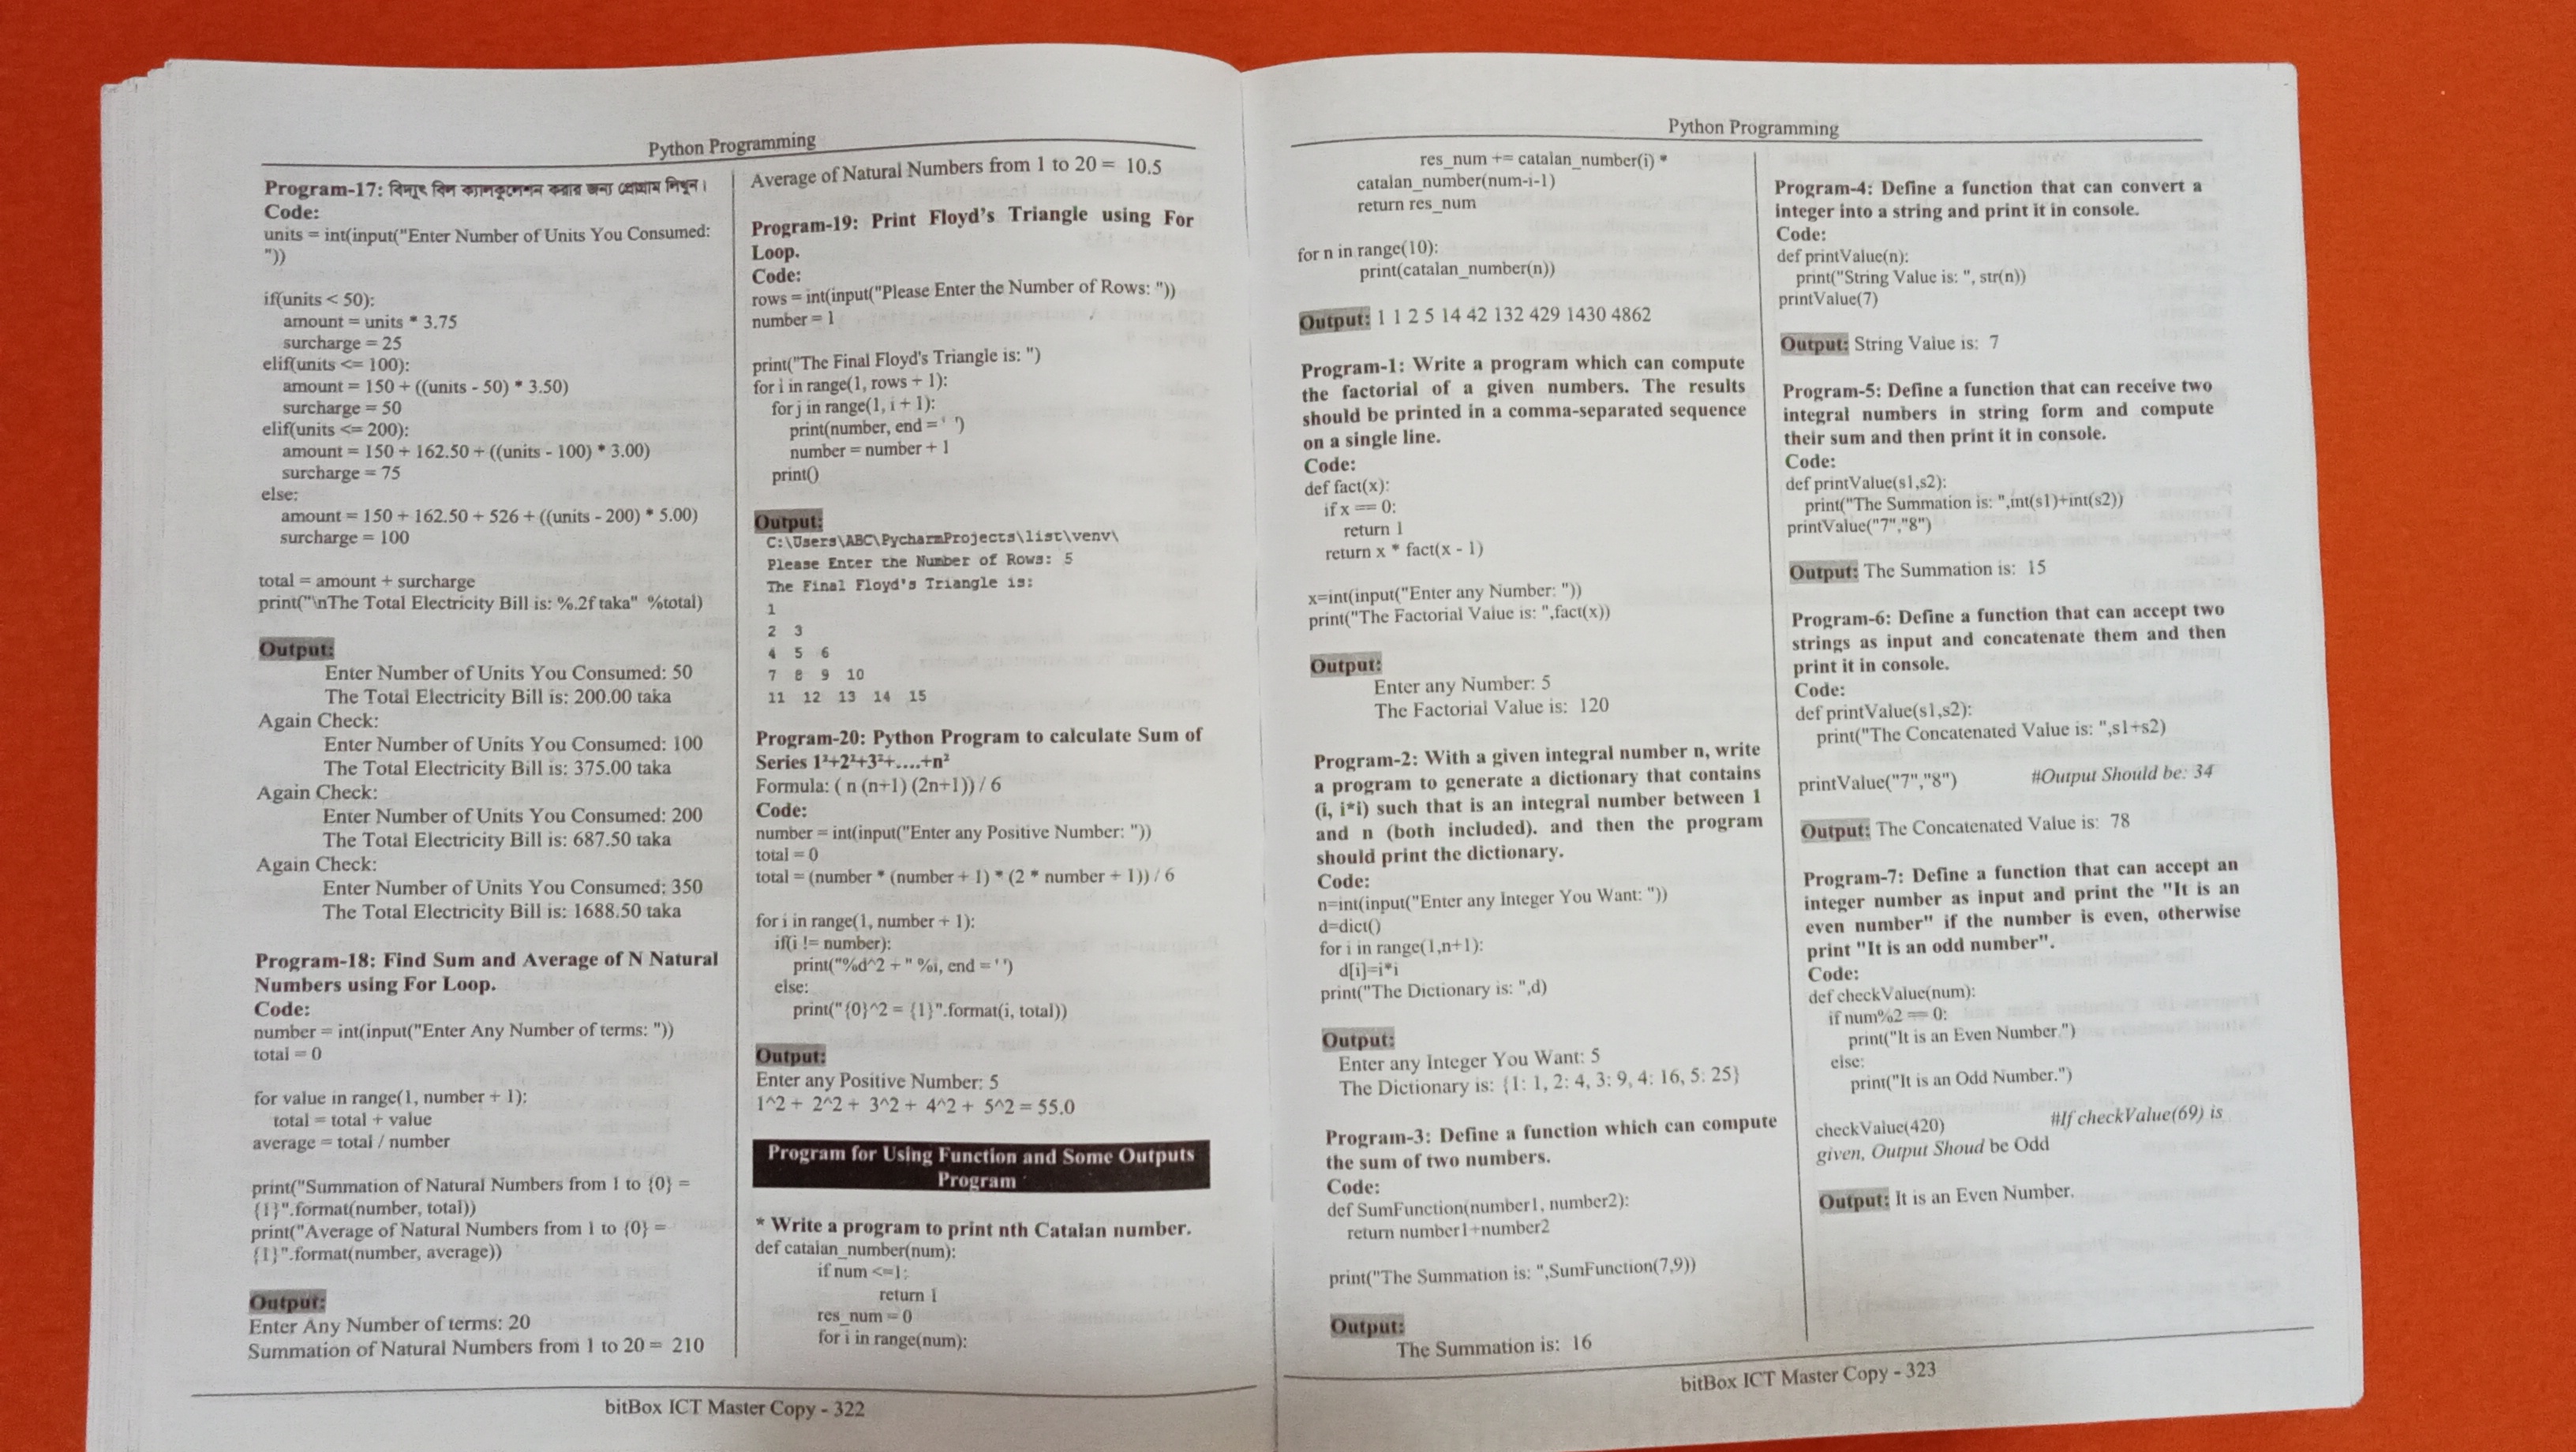 Python Programming
Program-17: বিদ্যুৎ বিল ক্যালকুলেশন করার জন্য প্রোগ্রাম লিখুন।
Code:
units = int(input("Enter Number of Units You Consumed:
"))
if(units < 50):
amount = units * 3.75
surcharge = 25
elif(units <= 100):
amount = 150 + ((units - 50) * 3.50)
surcharge = 50
elif(units <= 200):
amount = 150 + 162.50 + ((units - 100) * 3.00)
surcharge = 75
else:
amount = 150 + 162.50 + 526 + ((units - 200) * 5.00)
surcharge = 100
total = amount + surcharge
print("\nThe Total Electricity Bill is: %.2f taka" %total)
Output:
Enter Number of Units You Consumed: 50
The Total Electricity Bill is: 200.00 taka
Again Check:
Enter Number of Units You Consumed: 100
The Total Electricity Bill is: 375.00 taka
Again Check:
Enter Number of Units You Consumed: 200
The Total Electricity Bill is: 687.50 taka
Again Check:
Enter Number of Units You Consumed: 350
The Total Electricity Bill is: 1688.50 taka
Program-18: Find Sum and Average of N Natural
Numbers using For Loop.
Code:
number = int(input("Enter Any Number of terms: "))
total = 0
for value in range(1, number + 1):
total = total + value
average = total / number
print("Summation of Natural Numbers from 1 to {0} =
{1}".format(number, total))
print("Average of Natural Numbers from 1 to {0} =
{1}".format(number, average))
Output:
Enter Any Number of terms: 20
Summation of Natural Numbers from 1 to 20 = 210
Average of Natural Numbers from 1 to 20 = 10.5
Program-19: Print Floyd's Triangle using For
Loop.
Code:
rows = int(input("Please Enter the Number of Rows: "))
number = 1
print("The Final Floyd's Triangle is: ")
for i in range(1, rows + 1):
for j in range(1, i + 1):
print(number, end = ' ')
number = number + 1
print()
Output:
C:\Users\ABC\PycharmProjects\list\venv\
Please Enter the Number of Rows: 5
The Final Floyd's Triangle is:
1
2 3
4 5 6
7 8 9 10
11 12 13 14 15
Program-20: Python Program to calculate Sum of
Series 1²+2²+3²+....+n²
Formula: ( n (n+1) (2n+1)) / 6
Code:
number = int(input("Enter any Positive Number: "))
total = 0
total = (number * (number + 1) * (2 * number + 1)) / 6
for i in range(1, number + 1):
if(i != number):
print("%d^2 + " %i, end = ' ')
else:
print("{0}^2 = {1}".format(i, total))
Output:
Enter any Positive Number: 5
1^2 + 2^2 + 3^2 + 4^2 + 5^2 = 55.0
Program for Using Function and Some Outputs
Program
* Write a program to print nth Catalan number.
def catalan_number(num):
if num <=1:
return 1
res_num = 0
for i in range(num):
bitBox ICT Master Copy - 322
Python Programming
res_num += catalan_number(i) *
catalan_number(num-i-1)
return res_num
for n in range(10):
print(catalan_number(n))
Output: 1 1 2 5 14 42 132 429 1430 4862
Program-1: Write a program which can compute
the factorial of a given numbers. The results
should be printed in a comma-separated sequence
on a single line.
Code:
def fact(x):
if x == 0:
return 1
return x * fact(x - 1)
x=int(input("Enter any Number: "))
print("The Factorial Value is: ",fact(x))
Output:
Enter any Number: 5
The Factorial Value is: 120
Program-2: With a given integral number n, write
a program to generate a dictionary that contains
(i, i*i) such that is an integral number between 1
and n (both included). and then the program
should print the dictionary.
Code:
n=int(input("Enter any Integer You Want: "))
d=dict()
for i in range(1,n+1):
d[i]=i*i
print("The Dictionary is: ",d)
Output:
Enter any Integer You Want: 5
The Dictionary is: {1: 1, 2: 4, 3: 9, 4: 16, 5: 25}
Program-3: Define a function which can compute
the sum of two numbers.
Code:
def SumFunction(number1, number2):
return number1+number2
print("The Summation is: ",SumFunction(7,9))
Output:
The Summation is: 16
Program-4: Define a function that can convert a
integer into a string and print it in console.
Code:
def printValue(n):
print("String Value is: ", str(n))
printValue(7)
Output: String Value is: 7
Program-5: Define a function that can receive two
integral numbers in string form and compute
their sum and then print it in console.
Code:
def printValue(s1,s2):
print("The Summation is: ",int(s1)+int(s2))
printValue("7","8")
Output: The Summation is: 15
Program-6: Define a function that can accept two
strings as input and concatenate them and then
print it in console.
Code:
def printValue(s1,s2):
print("The Concatenated Value is: ",s1+s2)
printValue("7","8") #Output Should be: 34
Output: The Concatenated Value is: 78
Program-7: Define a function that can accept an
integer number as input and print the "It is an
even number" if the number is even, otherwise
print "It is an odd number".
Code:
def checkValue(num):
if num%2 == 0:
print("It is an Even Number.")
else:
print("It is an Odd Number.")
checkValue(420) #If checkValue(69) is
given, Output Shoud be Odd
Output: It is an Even Number.
bitBox ICT Master Copy - 323